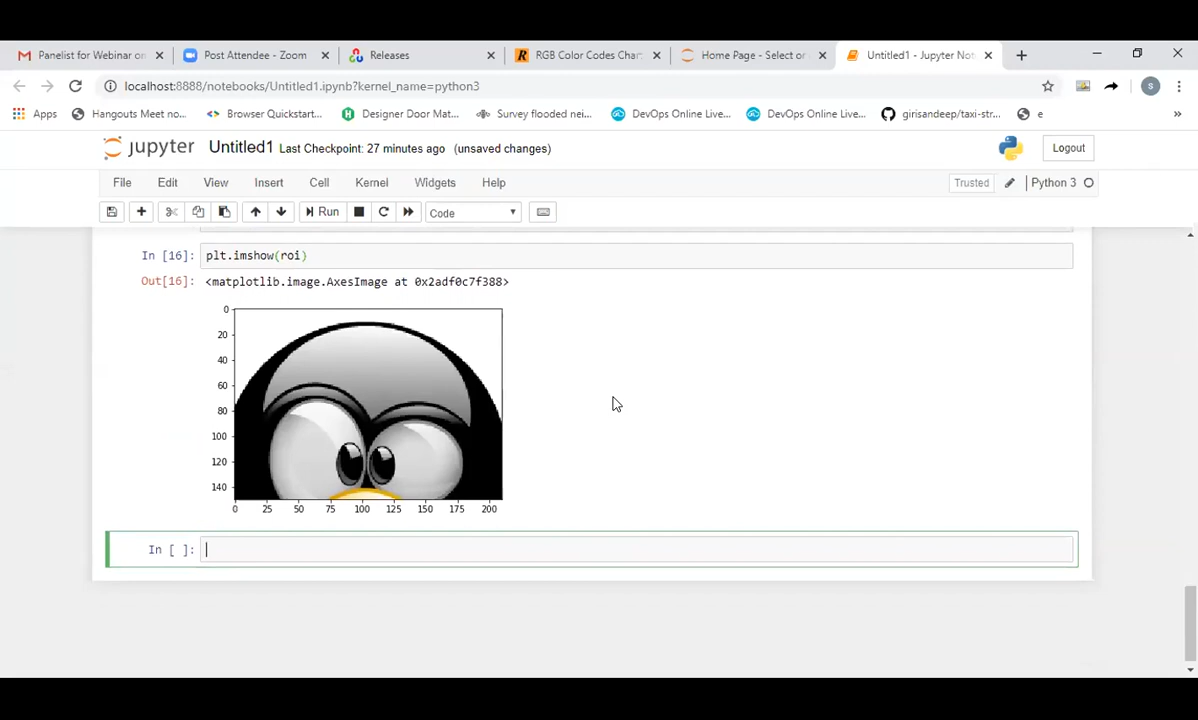 Panelist for Webinar on
Post Attendee - Zoom
Releases
RGB Color Codes Char
Home Page - Select or
Untitled1 - Jupyter Not
localhost:8888/notebooks/Untitled1.ipynb?kernel_name=python3
S
Apps
Hangouts Meet no...
Browser Quickstart...
Designer Door Mat...
Survey flooded nei...
DevOps Online Live...
DevOps Online Live...
girisandeep/taxi-str...
e
»
jupyter Untitled1 Last Checkpoint: 27 minutes ago (unsaved changes)
Logout
File Edit View Insert Cell Kernel Widgets Help
Trusted
Python 3
Run
Code
In [16]: plt.imshow(roi)
Out[16]: <matplotlib.image.AxesImage at 0x2adf0c7f388>
0
20
40
60
80
100
120
140
0 25 50 75 100 125 150 175 200
In [ ]: